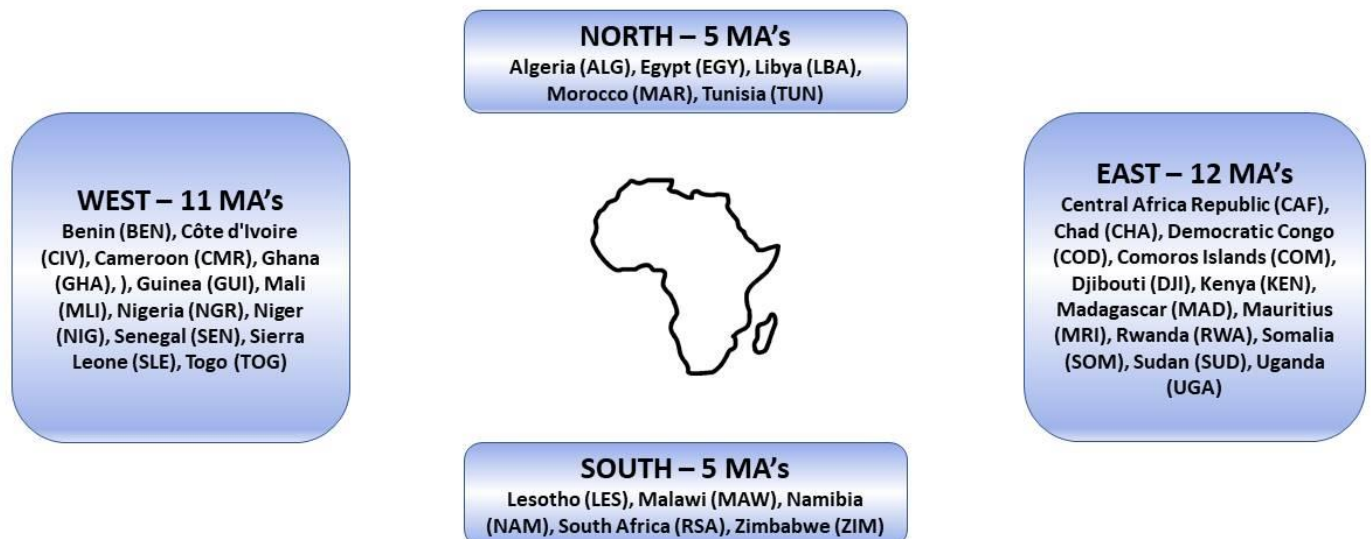 NORTH – 5 MA’s
Algeria (ALG), Egypt (EGY), Libya (LBA),
Morocco (MAR), Tunisia (TUN)
WEST – 11 MA’s
Benin (BEN), Côte d'Ivoire
(CIV), Cameroon (CMR), Ghana
(GHA), ), Guinea (GUI), Mali
(MLI), Nigeria (NGR), Niger
(NIG), Senegal (SEN), Sierra
Leone (SLE), Togo (TOG)
EAST – 12 MA’s
Central Africa Republic (CAF),
Chad (CHA), Democratic Congo
(COD), Comoros Islands (COM),
Djibouti (DJI), Kenya (KEN),
Madagascar (MAD), Mauritius
(MRI), Rwanda (RWA), Somalia
(SOM), Sudan (SUD), Uganda
(UGA)
SOUTH – 5 MA’s
Lesotho (LES), Malawi (MAW), Namibia
(NAM), South Africa (RSA), Zimbabwe (ZIM)